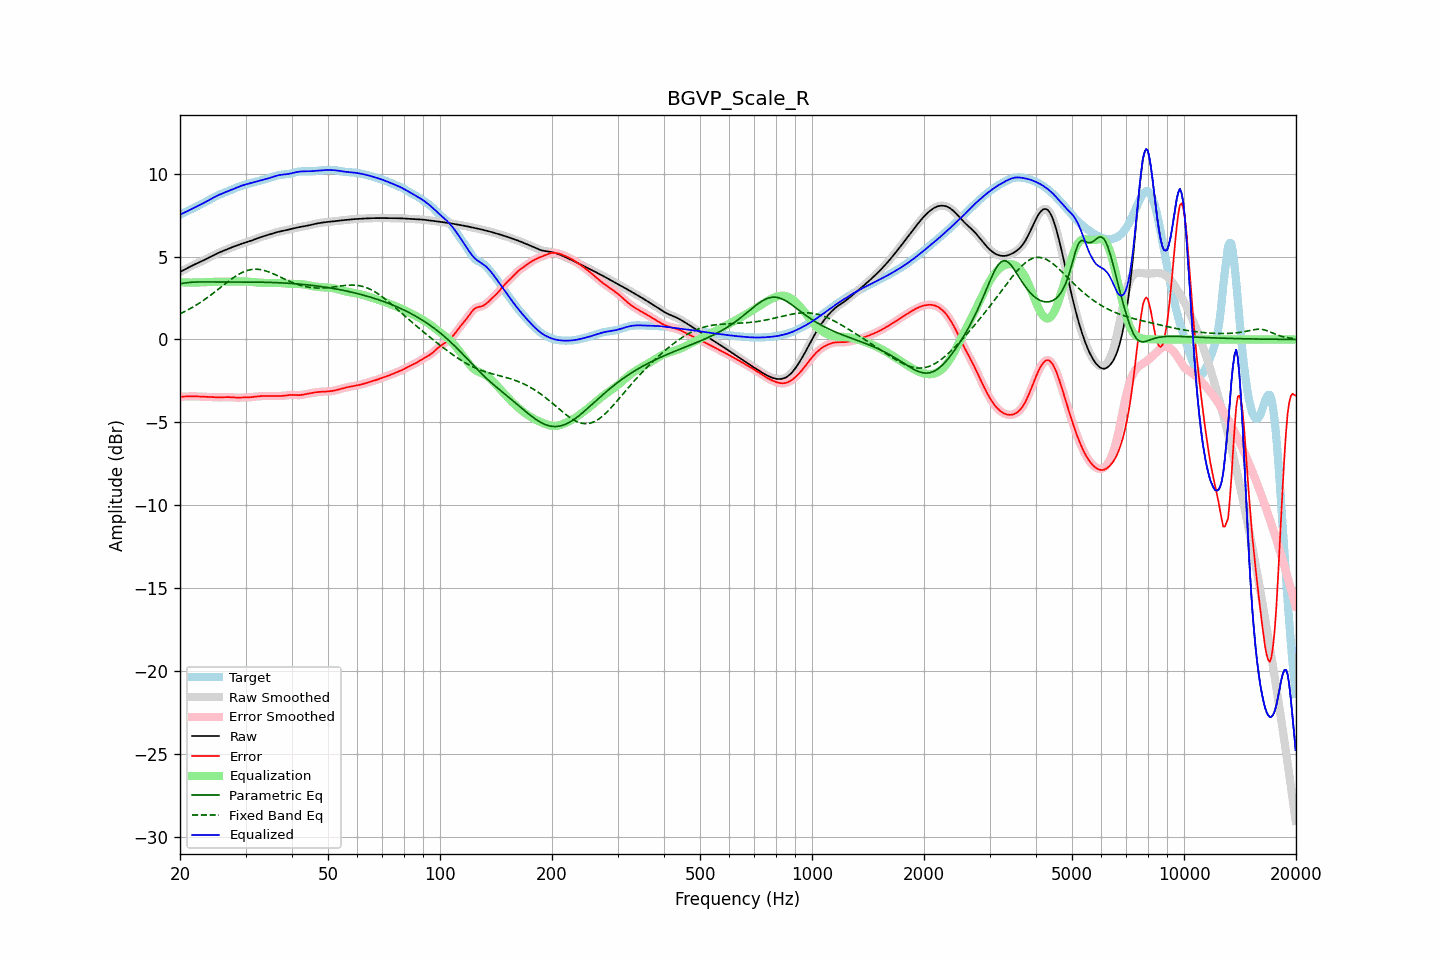 BGVP_Scale_R
Amplitude (dBr)
10
5
0
−5
−10
−15
−20
−25
−30
Target
Raw Smoothed
Error Smoothed
Raw
Error
Equalization
Parametric Eq
Fixed Band Eq
Equalized
20 50 100 200 500 1000 2000 5000 10000 20000
Frequency (Hz)